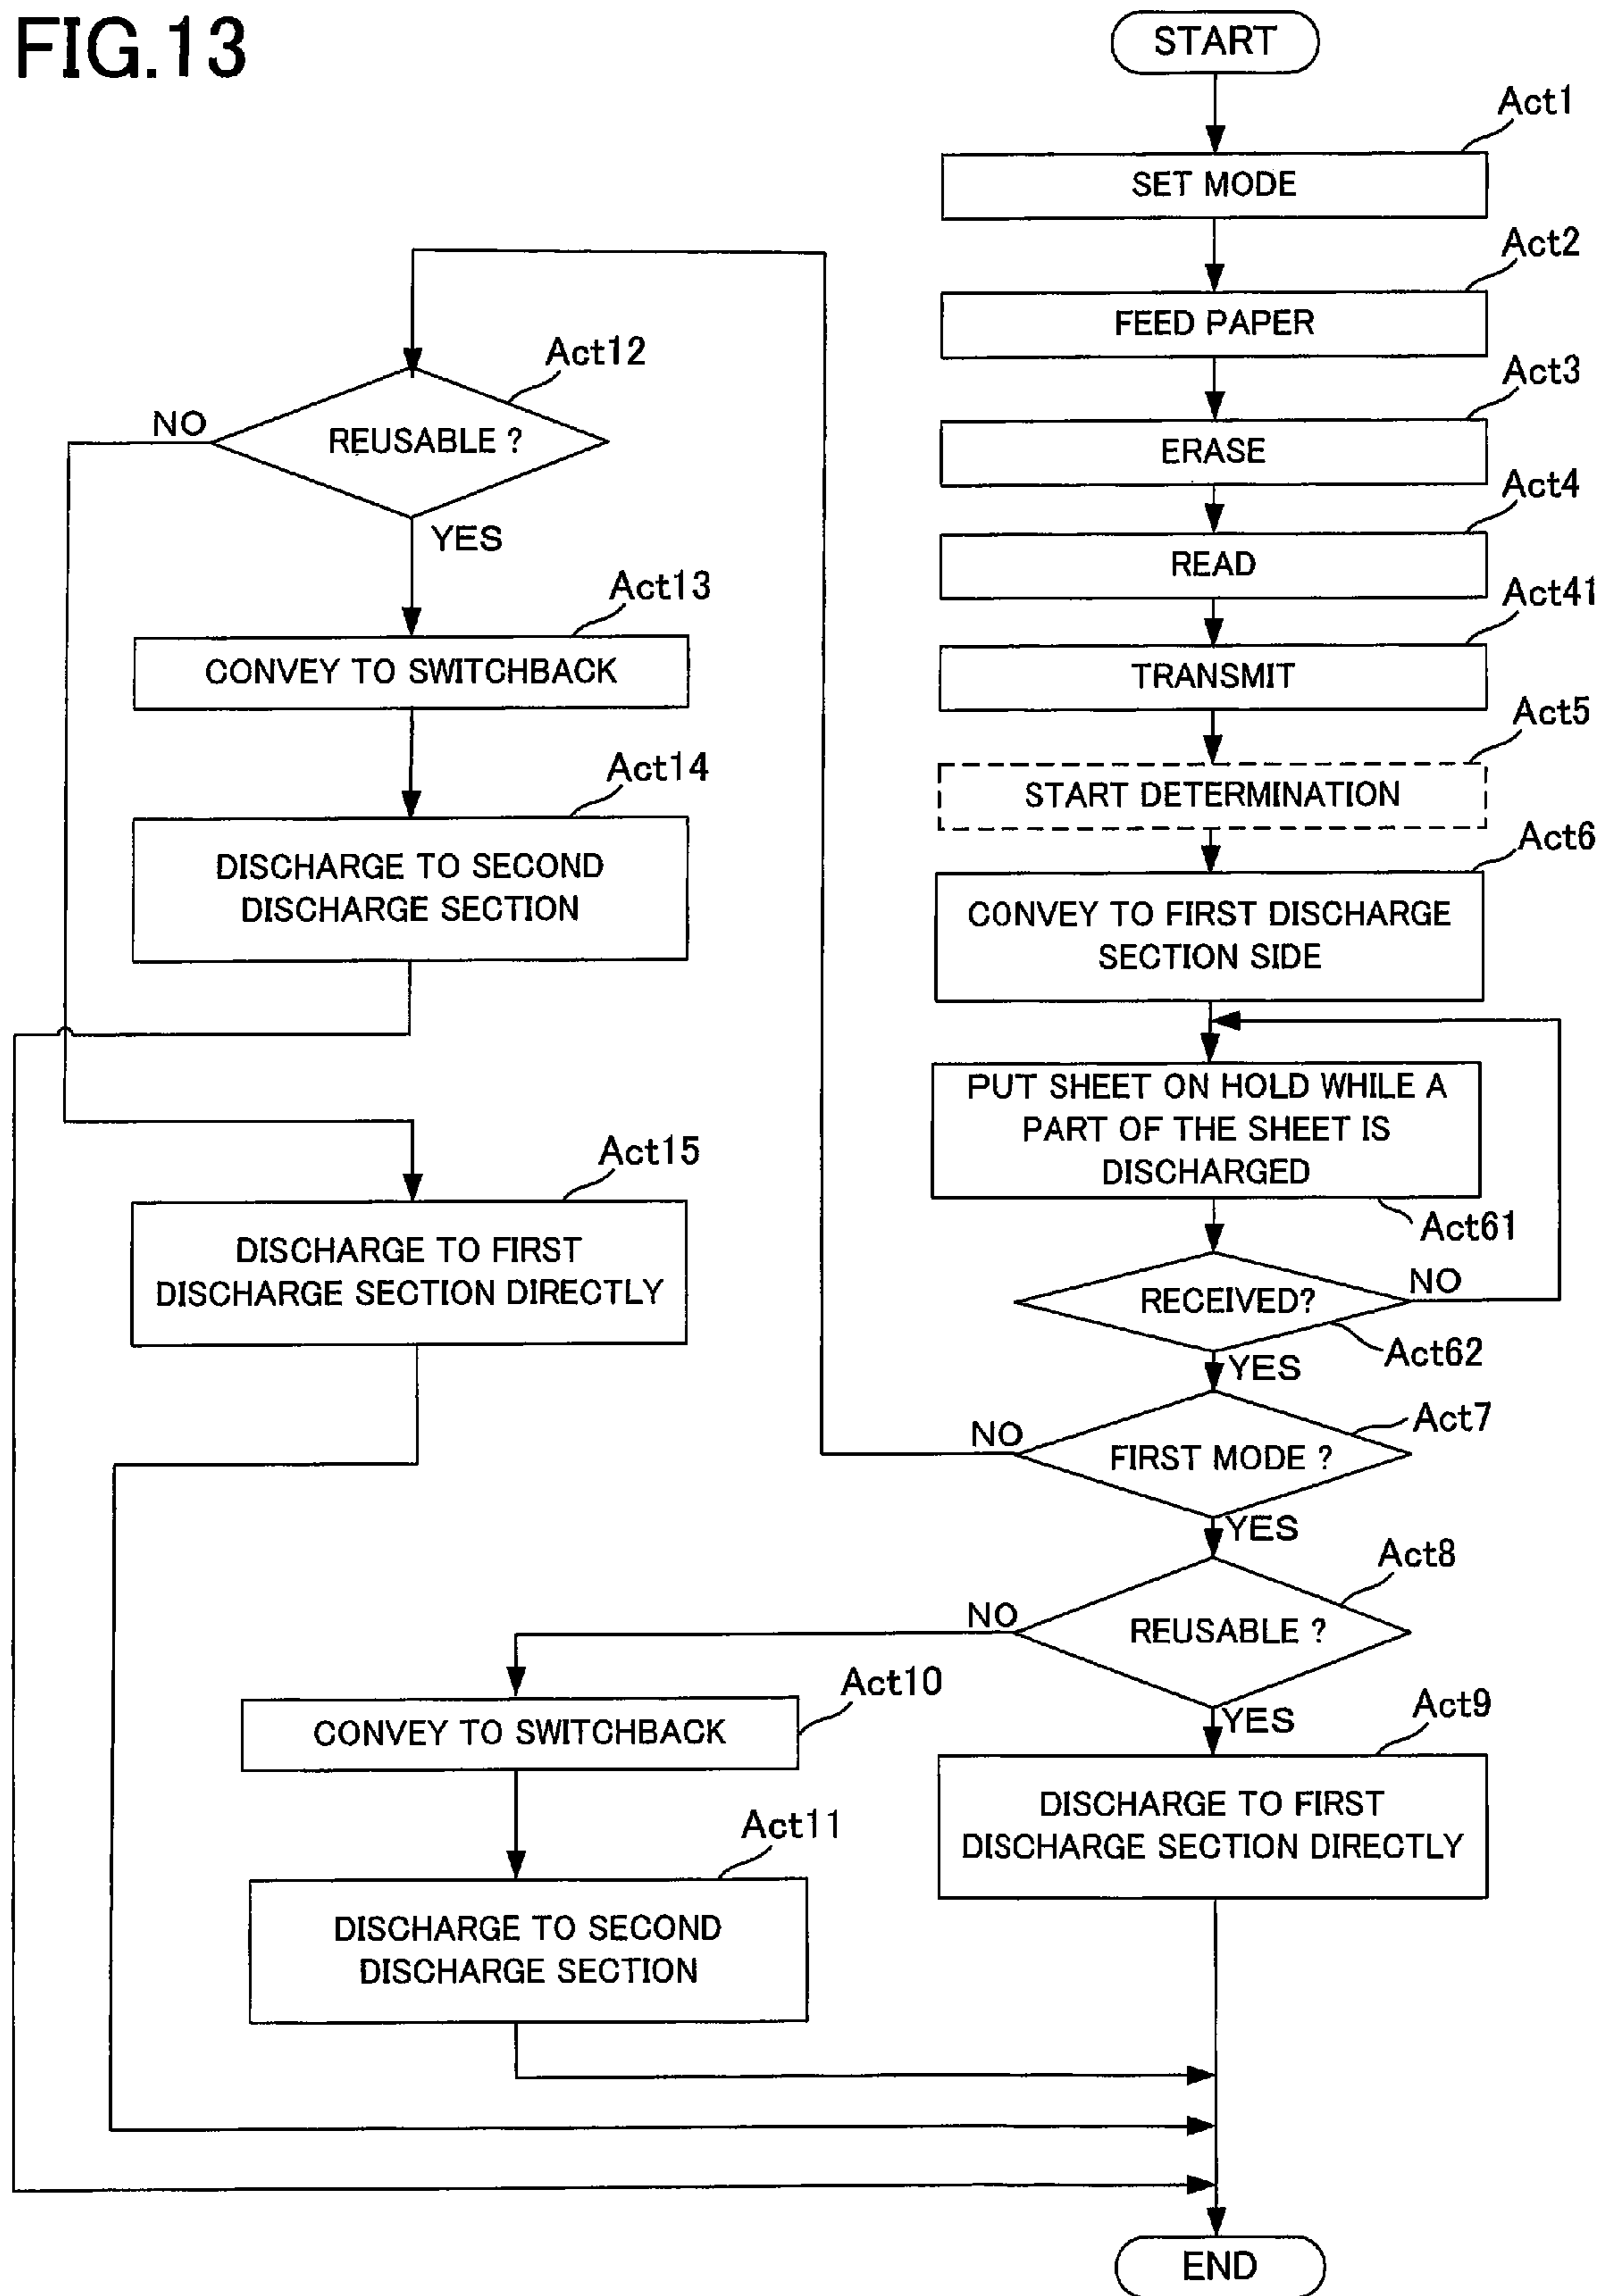 FIG.13
START
Act1
SET MODE
Act2
FEED PAPER
Act3
ERASE
Act4
READ
Act41
TRANSMIT
Act5
START DETERMINATION
Act6
CONVEY TO FIRST DISCHARGE
SECTION SIDE
PUT SHEET ON HOLD WHILE A
PART OF THE SHEET IS
DISCHARGED
Act61
RECEIVED?
NO
Act62
YES
Act7
NO
FIRST MODE ?
YES
Act8
NO
REUSABLE ?
YES
Act9
DISCHARGE TO FIRST
DISCHARGE SECTION DIRECTLY
Act10
CONVEY TO SWITCHBACK
Act11
DISCHARGE TO SECOND
DISCHARGE SECTION
Act12
NO
REUSABLE ?
YES
Act13
CONVEY TO SWITCHBACK
Act14
DISCHARGE TO SECOND
DISCHARGE SECTION
Act15
DISCHARGE TO FIRST
DISCHARGE SECTION DIRECTLY
END